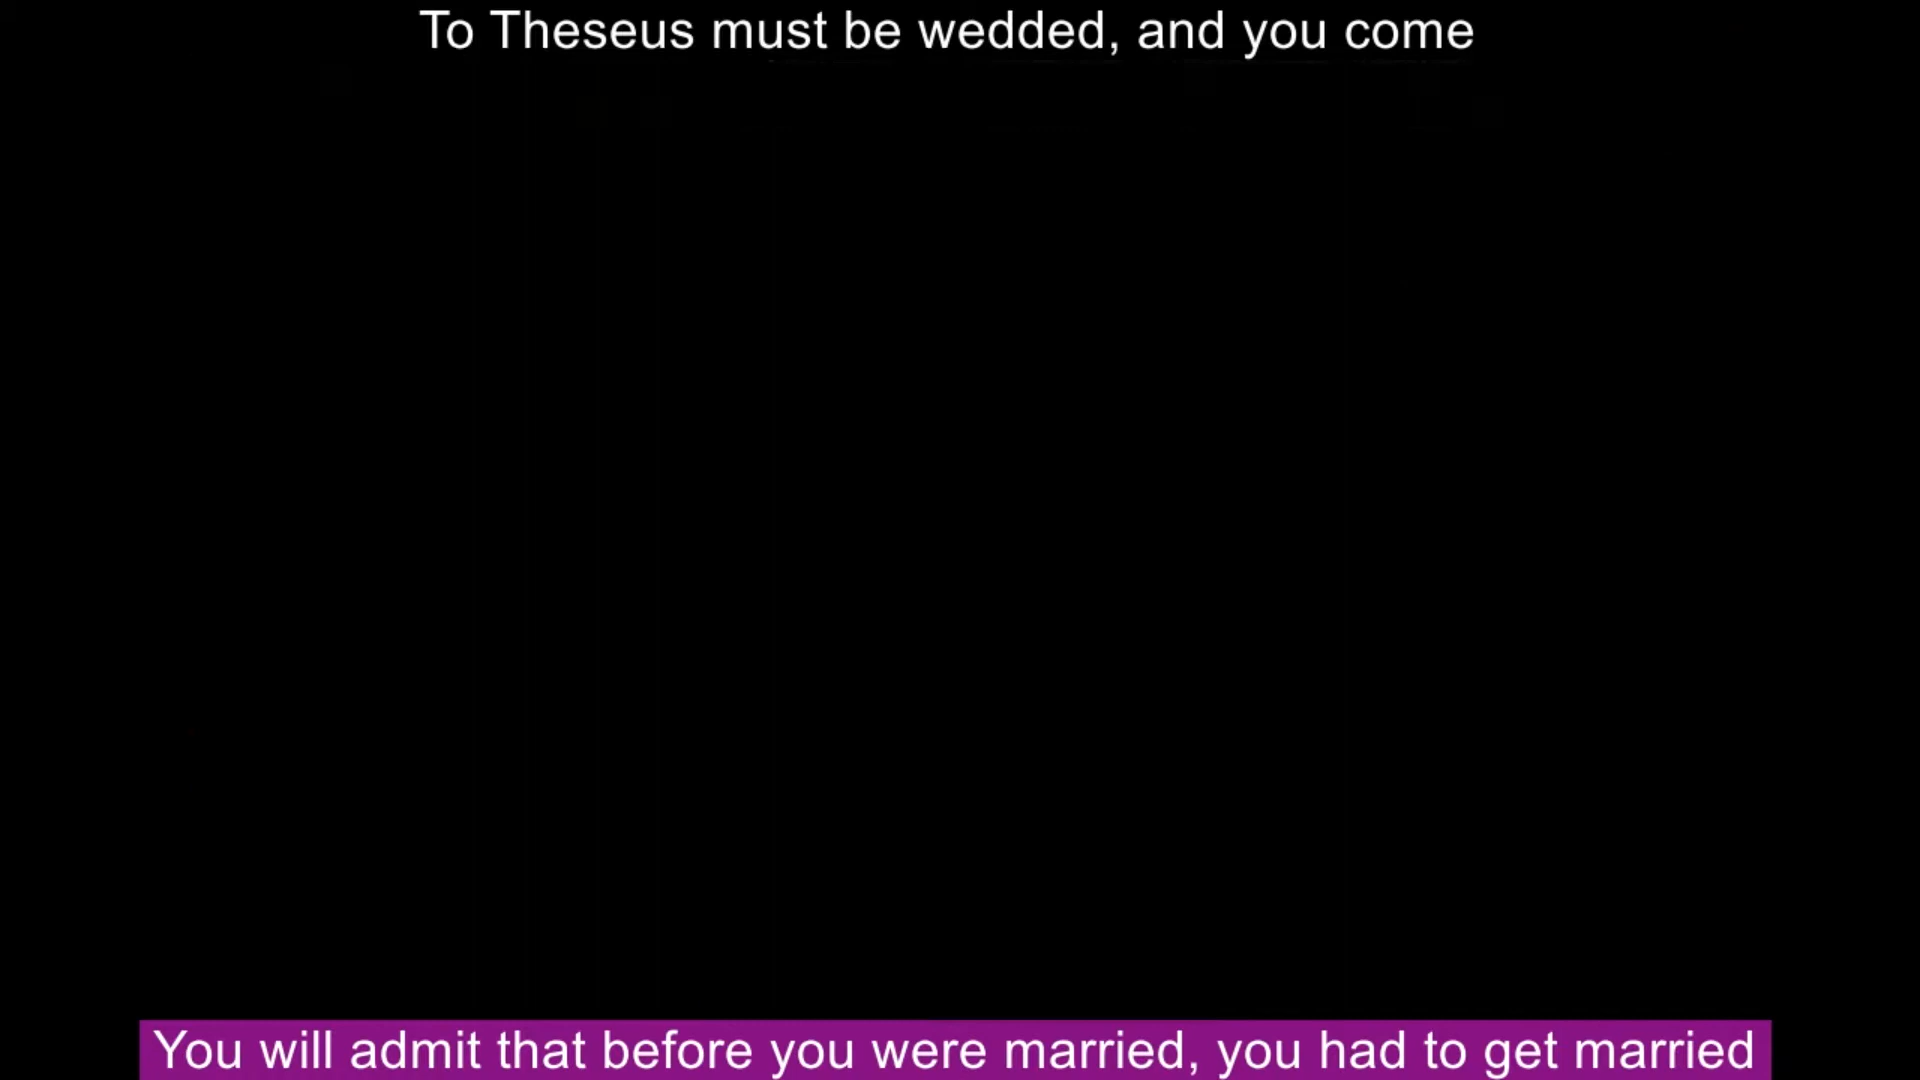 To Theseus must be wedded, and you come
You will admit that before you were married, you had to get married